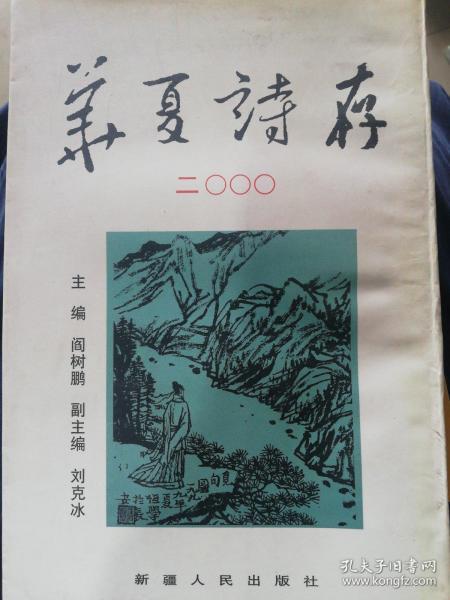 華夏詩存
二〇〇〇
主编 阎树鹏 副主编 刘克冰
新疆人民出版社
孔夫子旧书网
www.kongfz.com